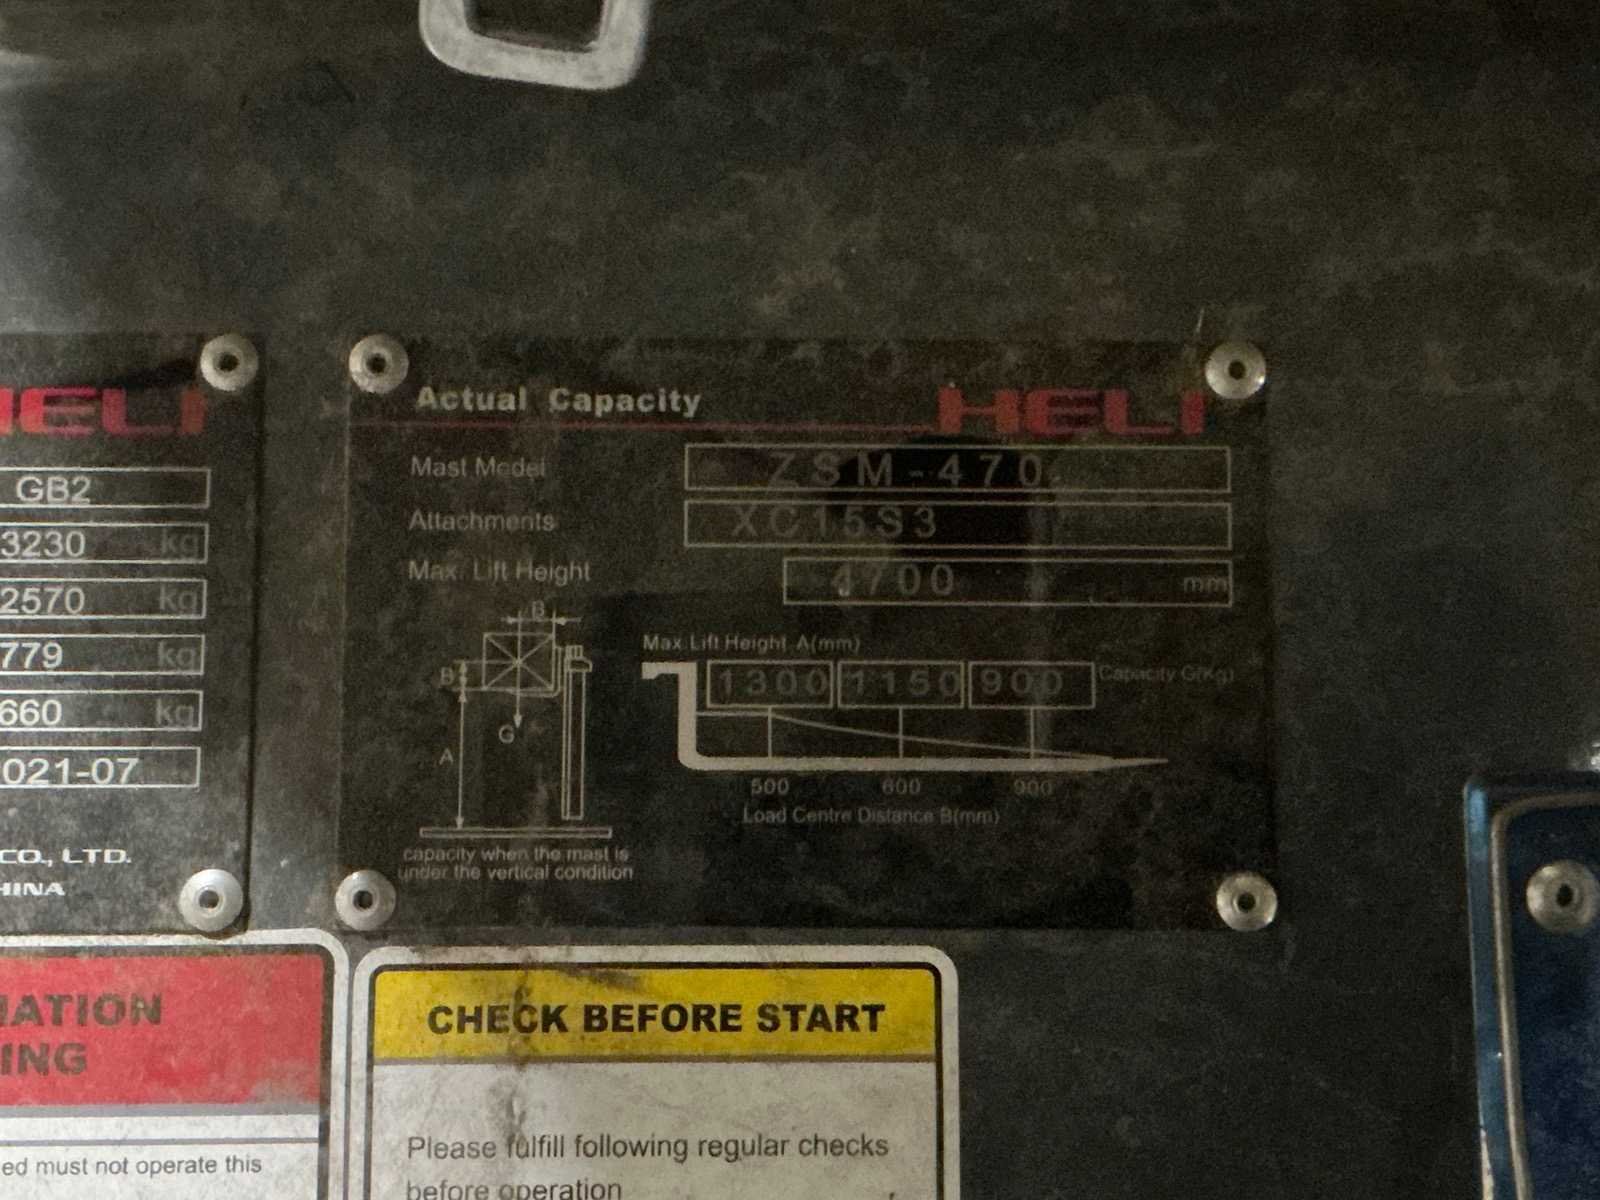 HELI
GB2
3230 kg
2570 kg
779 kg
660 kg
021-07
CO., LTD.
HINA
Actual Capacity HELI
Mast Model ZSM-470
Attachments XC15S3
Max. Lift Height 4700 mm
B
B
G
A
capacity when the mast is
under the vertical condition
Max.Lift Height A(mm)
1300 1150 900 Capacity G(Kg)
500 600 900
Load Centre Distance B(mm)
MATION
ING
ed must not operate this
CHECK BEFORE START
Please fulfill following regular checks
before operation